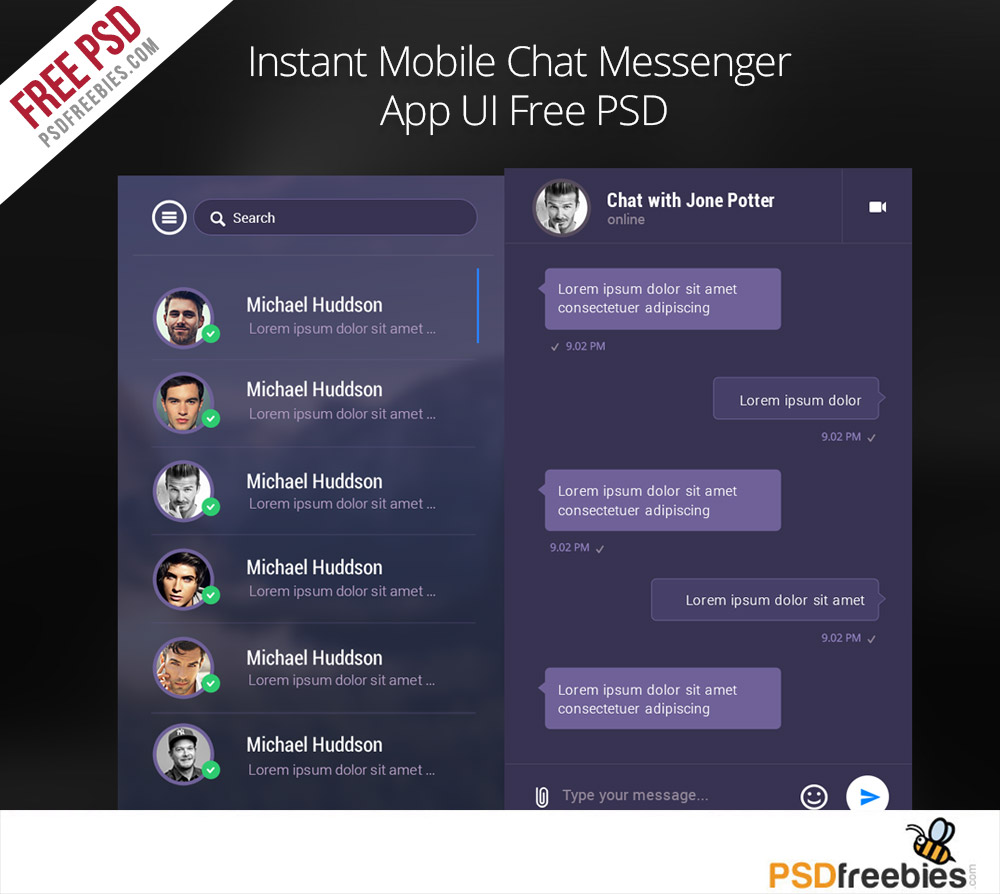 FREE PSD
PSDFREEBIES.COM
Instant Mobile Chat Messenger
App UI Free PSD
Search
Michael Huddson
Lorem ipsum dolor sit amet ...
Michael Huddson
Lorem ipsum dolor sit amet ...
Michael Huddson
Lorem ipsum dolor sit amet ...
Michael Huddson
Lorem ipsum dolor sit amet ...
Michael Huddson
Lorem ipsum dolor sit amet ...
Michael Huddson
Lorem ipsum dolor sit amet ...
Chat with Jone Potter
online
Lorem ipsum dolor sit amet
consectetuer adipiscing
9.02 PM
Lorem ipsum dolor
9.02 PM
Lorem ipsum dolor sit amet
consectetuer adipiscing
9.02 PM
Lorem ipsum dolor sit amet
9.02 PM
Lorem ipsum dolor sit amet
consectetuer adipiscing
Type your message...
PSDfreebies.com